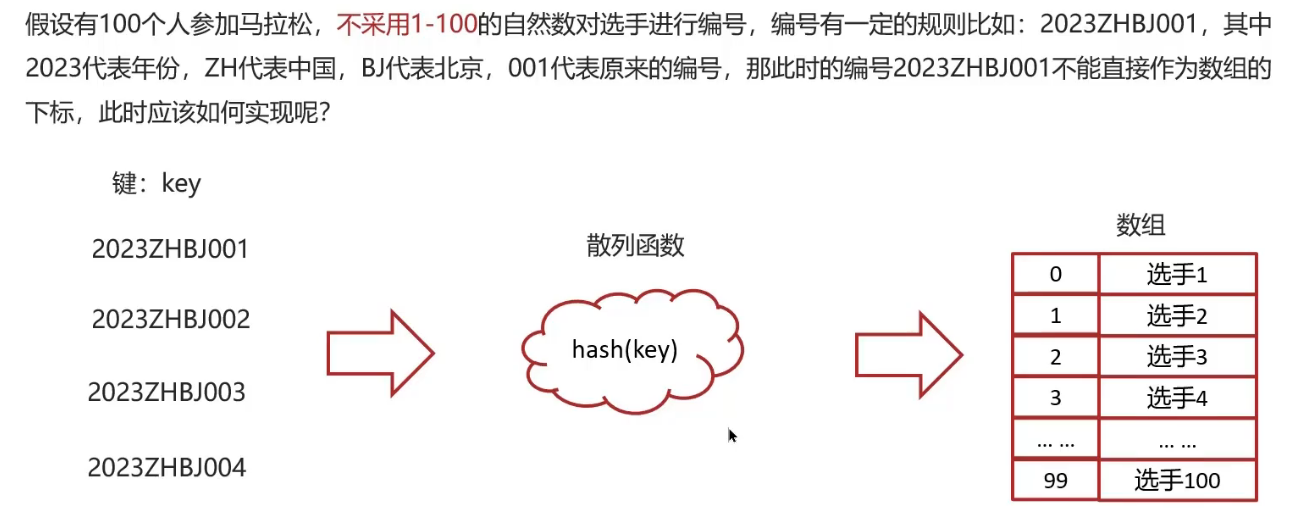 假设有100个人参加马拉松，不采用1-100的自然数对选手进行编号，编号有一定的规则比如：2023ZHBJ001，其中
2023代表年份，ZH代表中国，BJ代表北京，001代表原来的编号，那此时的编号2023ZHBJ001不能直接作为数组的
下标，此时应该如何实现呢？
键：key
2023ZHBJ001
2023ZHBJ002
2023ZHBJ003
2023ZHBJ004
散列函数
hash(key)
数组
0 选手1
1 选手2
2 选手3
3 选手4
... ... ... ...
99 选手100